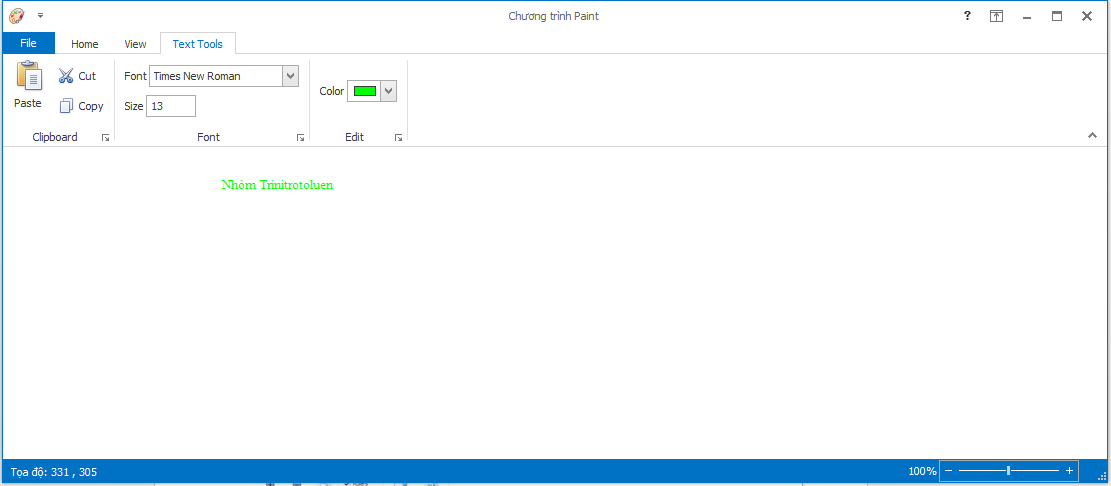 Chương trình Paint
File Home View Text Tools
Paste
Cut
Copy
Clipboard
Font Times New Roman
Size 13
Font
Color
Edit
Nhóm Trinitrotoluen
Tọa độ: 331 , 305
100%